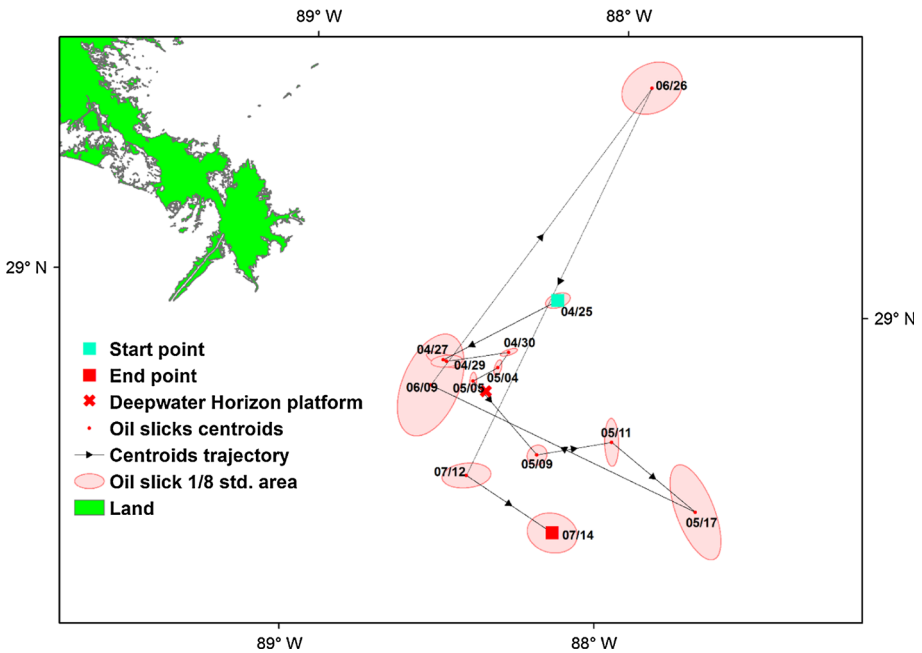 89° W 88° W
06/26
29° N
04/25
29° N
04/30
04/27
04/29
05/04
05/05
06/09
Start point
End point
Deepwater Horizon platform
Oil slicks centroids
Centroids trajectory
Oil slick 1/8 std. area
Land
05/11
05/09
07/12
05/17
07/14
89° W 88° W